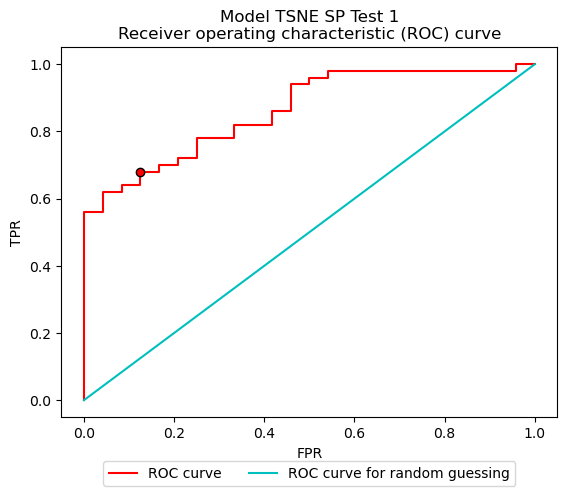 Model TSNE SP Test 1
Receiver operating characteristic (ROC) curve
1.0
0.8
0.6
0.4
0.2
0.0
TPR
0.0 0.2 0.4 0.6 0.8 1.0
FPR
ROC curve ROC curve for random guessing